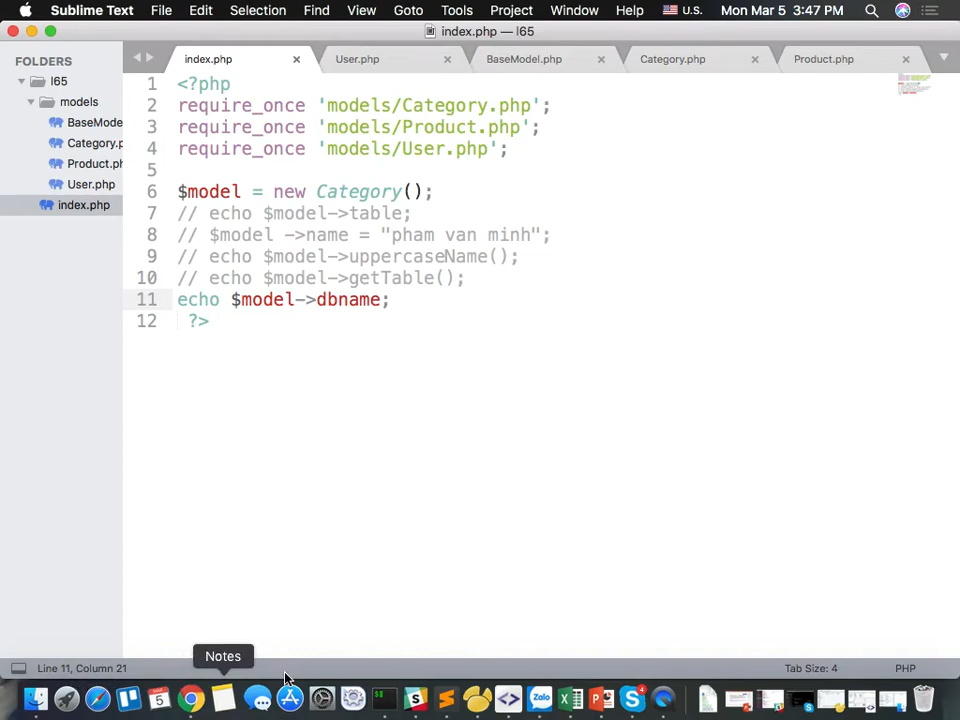 Sublime Text File Edit Selection Find View Goto Tools Project Window Help U.S. Mon Mar 5 3:47 PM
index.php — l65
FOLDERS
l65
models
BaseMode
Category.p
Product.ph
User.php
index.php
index.php User.php BaseModel.php Category.php Product.php
1 <?php
2 require_once 'models/Category.php';
3 require_once 'models/Product.php';
4 require_once 'models/User.php';
5
6 $model = new Category();
7 // echo $model->table;
8 // $model ->name = "pham van minh";
9 // echo $model->uppercaseName();
10 // echo $model->getTable();
11 echo $model->dbname;
12 ?>
Notes
Line 11, Column 21 Tab Size: 4 PHP
5
Zalo
4